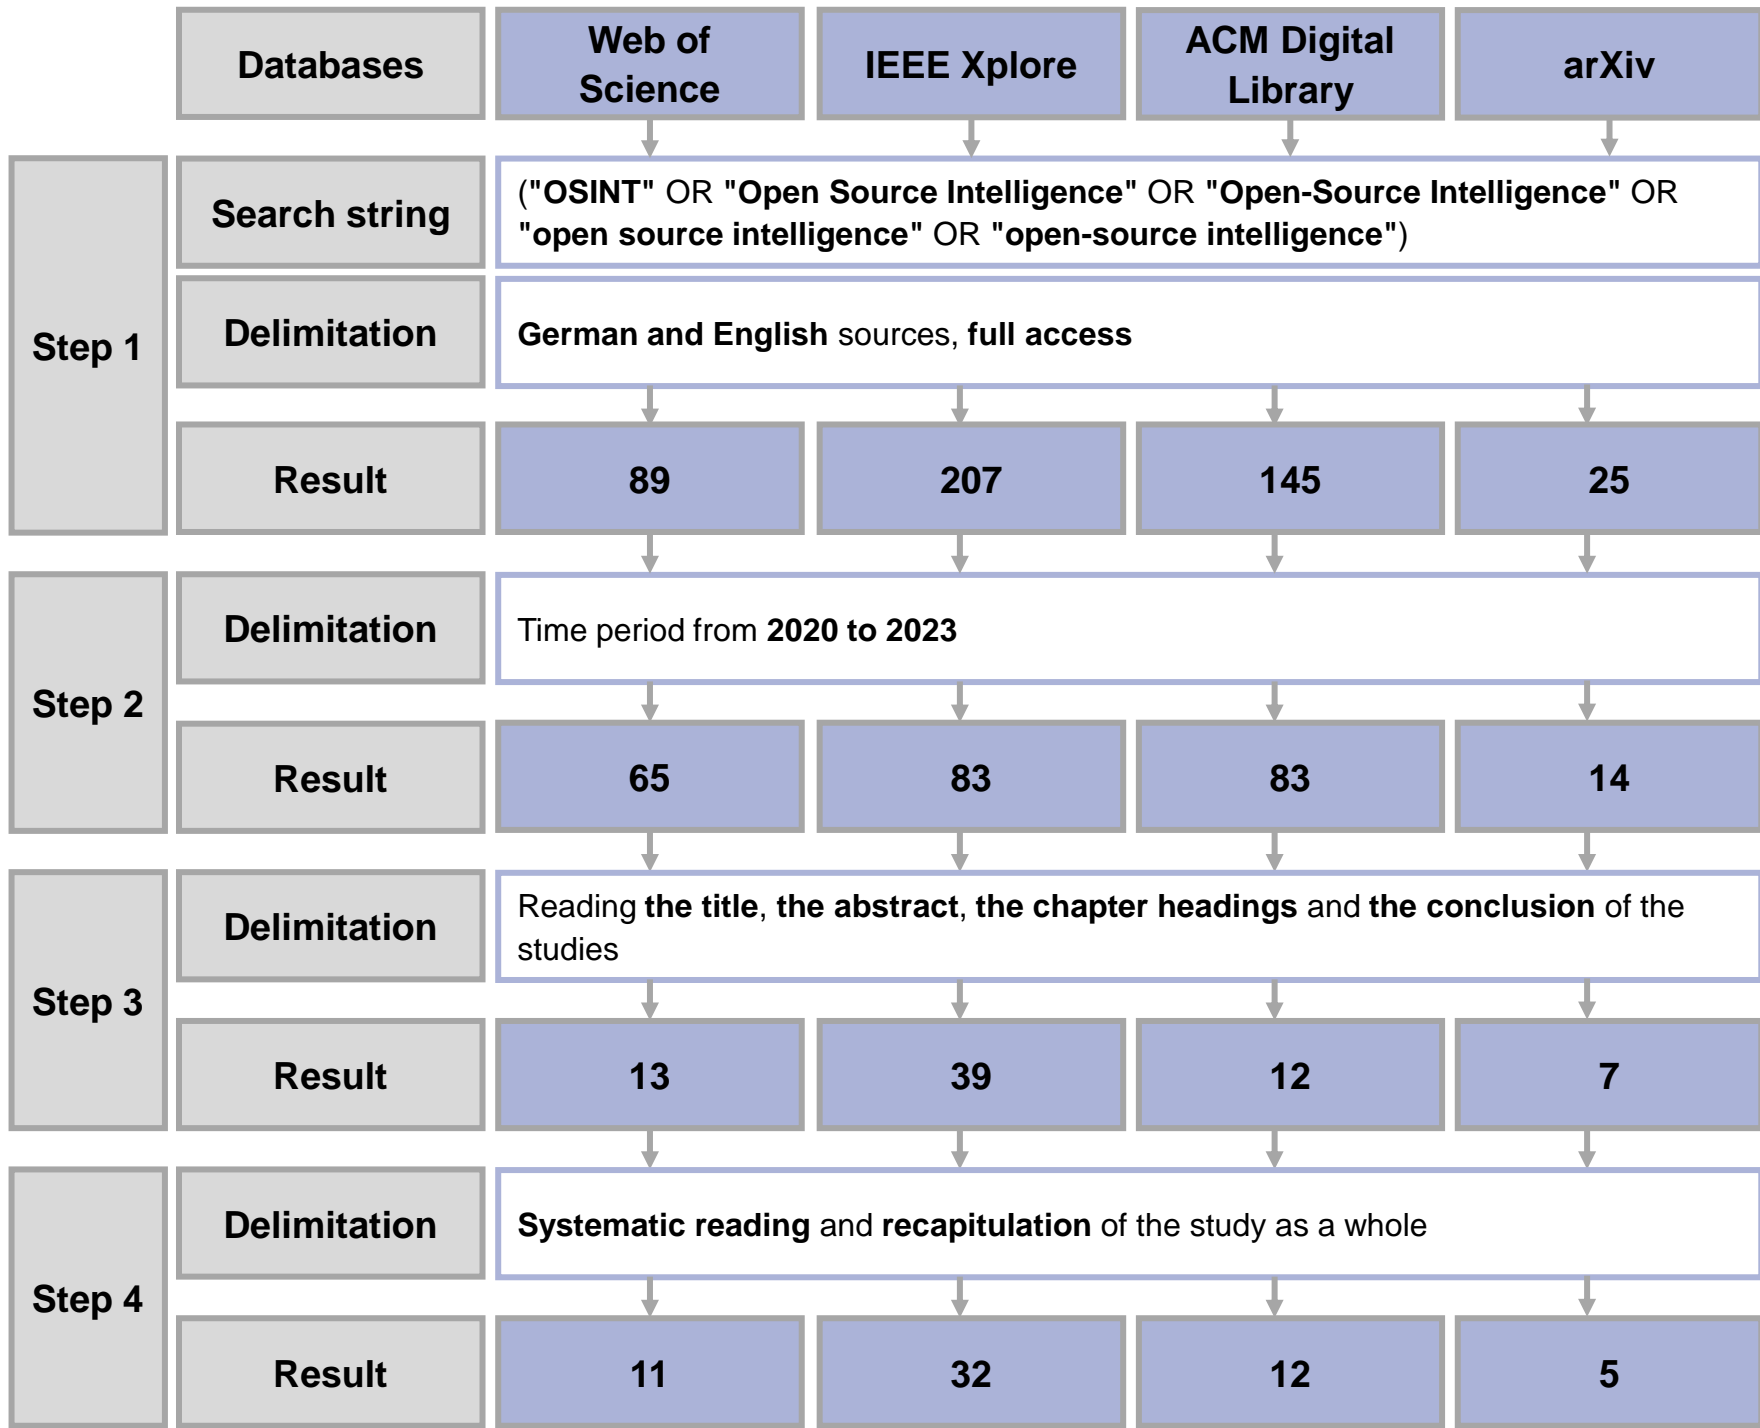 Databases
Web of
Science
IEEE Xplore
ACM Digital
Library
arXiv
Step 1
Search string
("OSINT" OR "Open Source Intelligence" OR "Open-Source Intelligence" OR
"open source intelligence" OR "open-source intelligence")
Delimitation
German and English sources, full access
Result
89
207
145
25
Step 2
Delimitation
Time period from 2020 to 2023
Result
65
83
83
14
Step 3
Delimitation
Reading the title, the abstract, the chapter headings and the conclusion of the
studies
Result
13
39
12
7
Step 4
Delimitation
Systematic reading and recapitulation of the study as a whole
Result
11
32
12
5